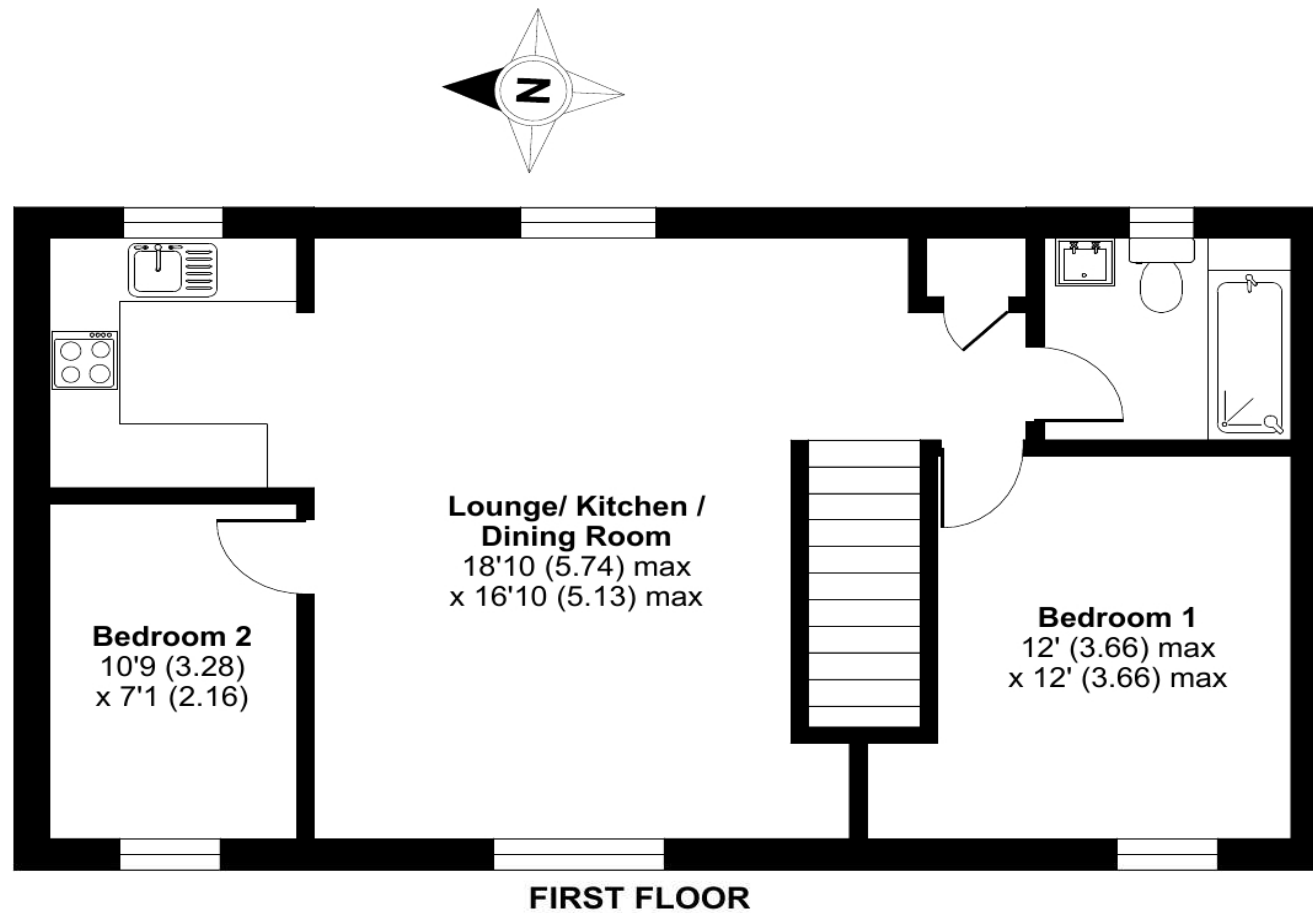 N
Lounge/ Kitchen /
Dining Room
18'10 (5.74) max
x 16'10 (5.13) max
Bedroom 2
10'9 (3.28)
x 7'1 (2.16)
Bedroom 1
12' (3.66) max
x 12' (3.66) max
FIRST FLOOR